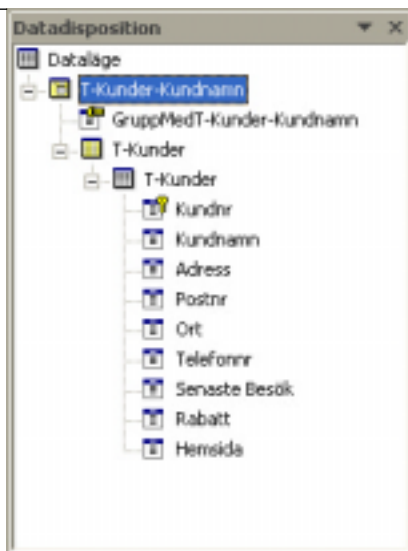 Datadisposition
Dataläge
T-Kunder-Kundnamn
GruppMedT-Kunder-Kundnamn
T-Kunder
T-Kunder
Kundnr
Kundnamn
Adress
Postnr
Ort
Telefonnr
Senaste Besök
Rabatt
Hemsida